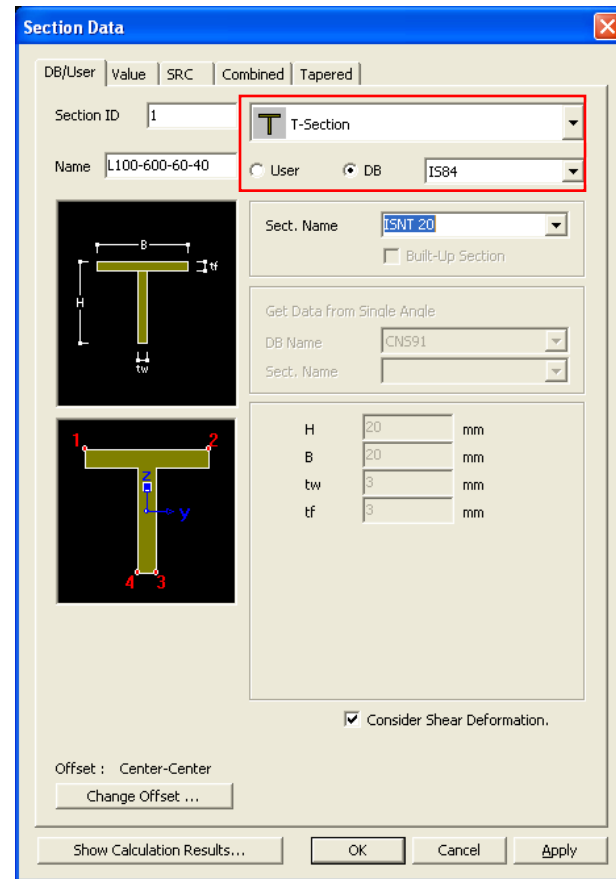 Section Data
DB/User Value SRC Combined Tapered
Section ID 1
T-Section
Name L100-600-60-40
User DB IS84
B
tf
H
tw
Sect. Name ISNT 20
Built-Up Section
Get Data from Single Angle
DB Name CNS91
Sect. Name
1 2
z
y
4 3
H 20 mm
B 20 mm
tw 3 mm
tf 3 mm
Consider Shear Deformation.
Offset : Center-Center
Change Offset ...
Show Calculation Results... OK Cancel Apply